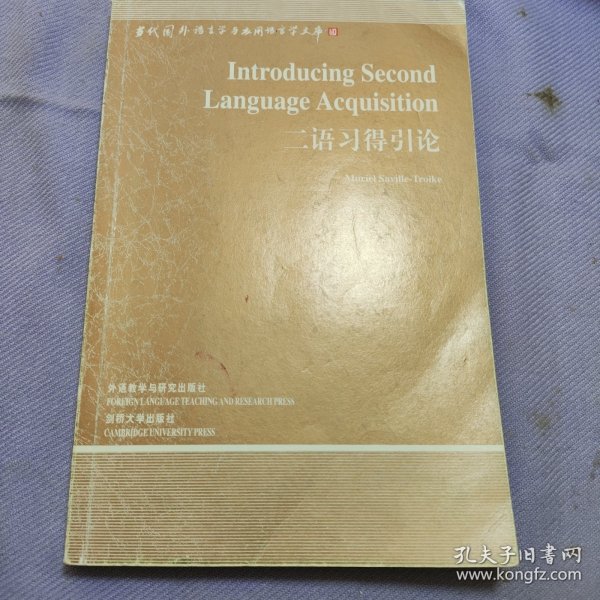 当代国外语言学与应用语言学文库
Introducing Second
Language Acquisition
二语习得引论
Muriel Saville-Troike
外语教学与研究出版社
FOREIGN LANGUAGE TEACHING AND RESEARCH PRESS
剑桥大学出版社
CAMBRIDGE UNIVERSITY PRESS
孔夫子旧书网
www.kongfz.com